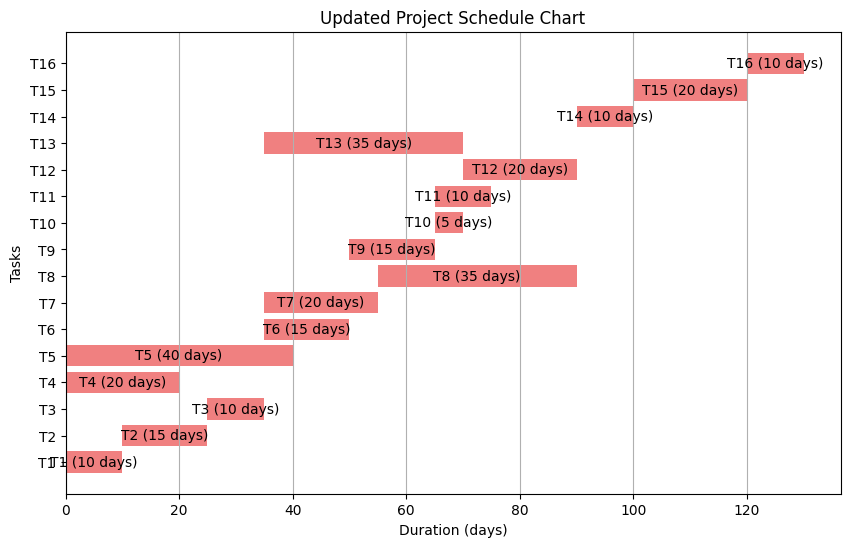 Updated Project Schedule Chart
T16 T16 (10 days)
T15 T15 (20 days)
T14 T14 (10 days)
T13 T13 (35 days)
T12 T12 (20 days)
T11 T11 (10 days)
T10 T10 (5 days)
T9 T9 (15 days)
T8 T8 (35 days)
T7 T7 (20 days)
T6 T6 (15 days)
T5 T5 (40 days)
T4 T4 (20 days)
T3 T3 (10 days)
T2 T2 (15 days)
T1 T1 (10 days)
Tasks
0 20 40 60 80 100 120
Duration (days)